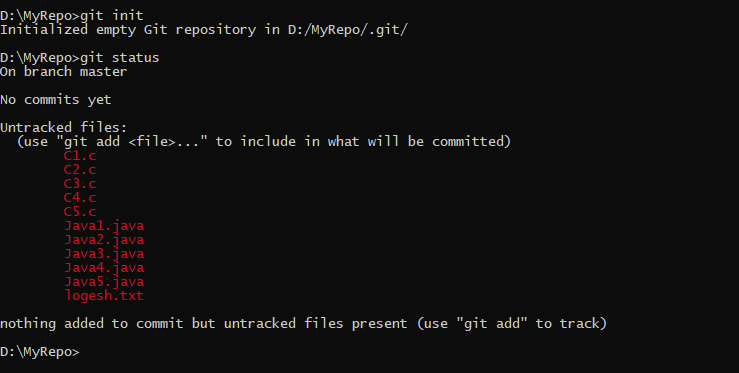 D:\MyRepo>git init
Initialized empty Git repository in D:/MyRepo/.git/
D:\MyRepo>git status
On branch master
No commits yet
Untracked files:
(use "git add <file>..." to include in what will be committed)
C1.c
C2.c
C3.c
C4.c
C5.c
Java1.java
Java2.java
Java3.java
Java4.java
Java5.java
logesh.txt
nothing added to commit but untracked files present (use "git add" to track)
D:\MyRepo>